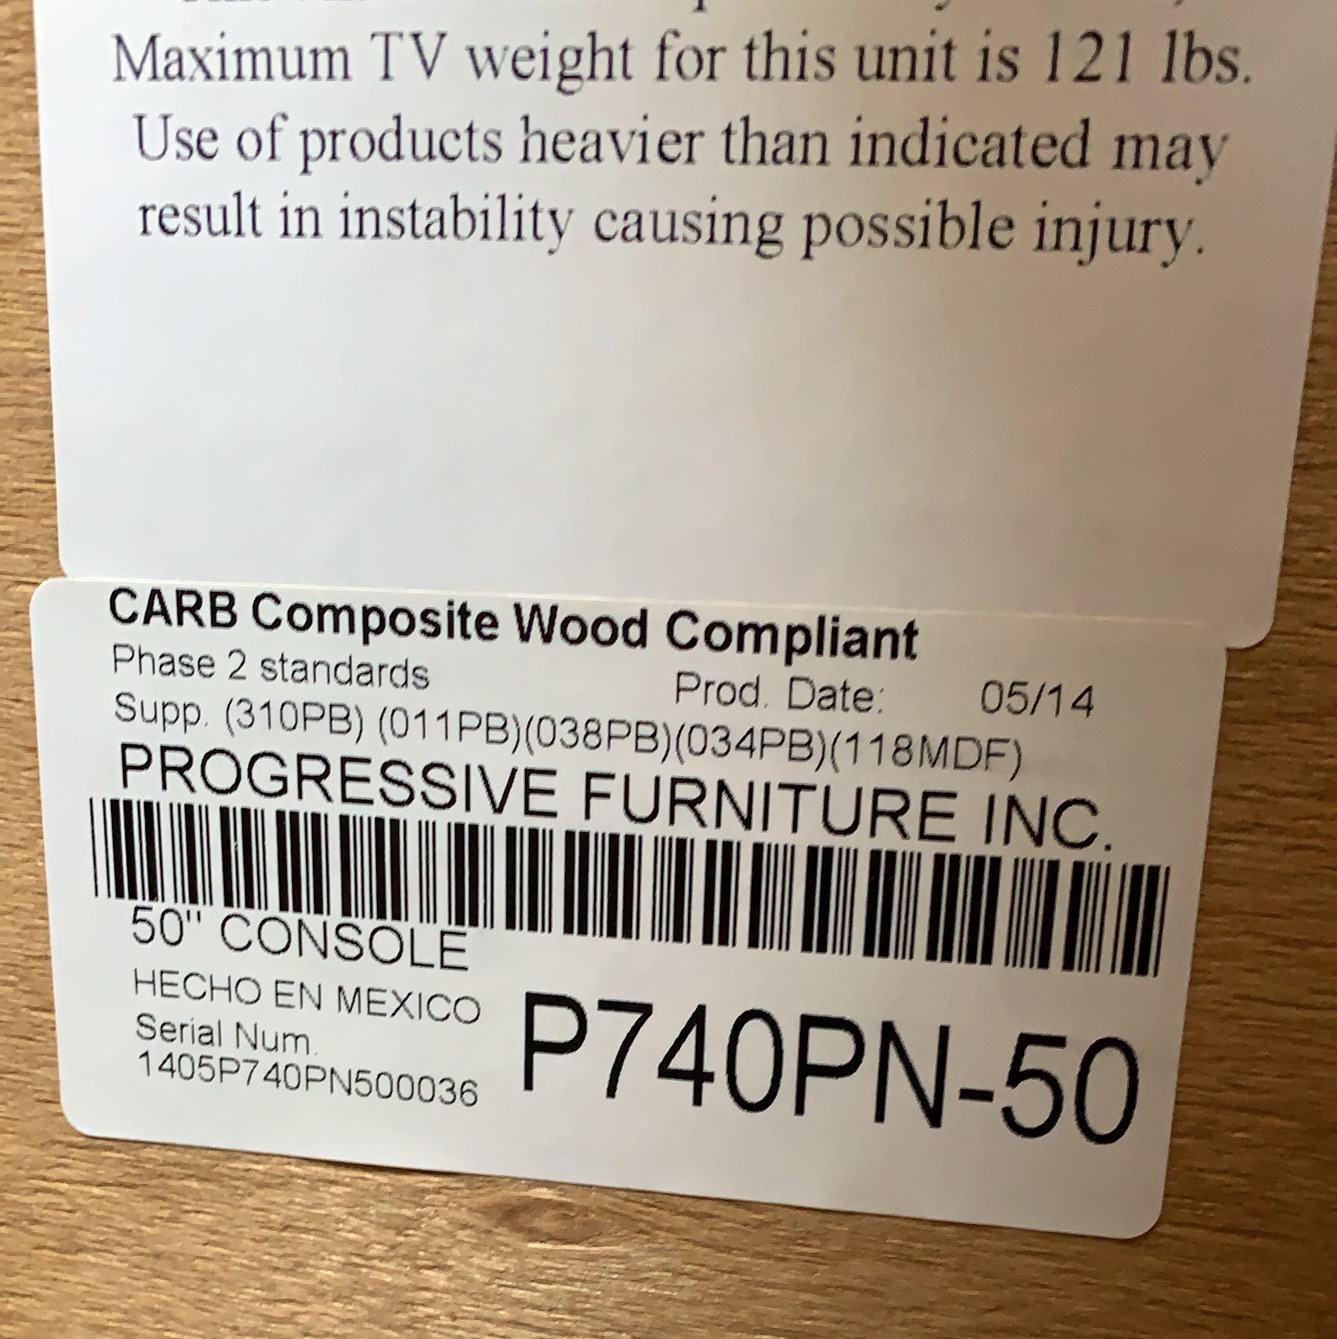 Maximum TV weight for this unit is 121 lbs.
Use of products heavier than indicated may
result in instability causing possible injury.
CARB Composite Wood Compliant
Phase 2 standards Prod. Date: 05/14
Supp. (310PB) (011PB)(038PB)(034PB)(118MDF)
PROGRESSIVE FURNITURE INC.
50" CONSOLE
HECHO EN MEXICO
Serial Num.
1405P740PN500036
P740PN-50